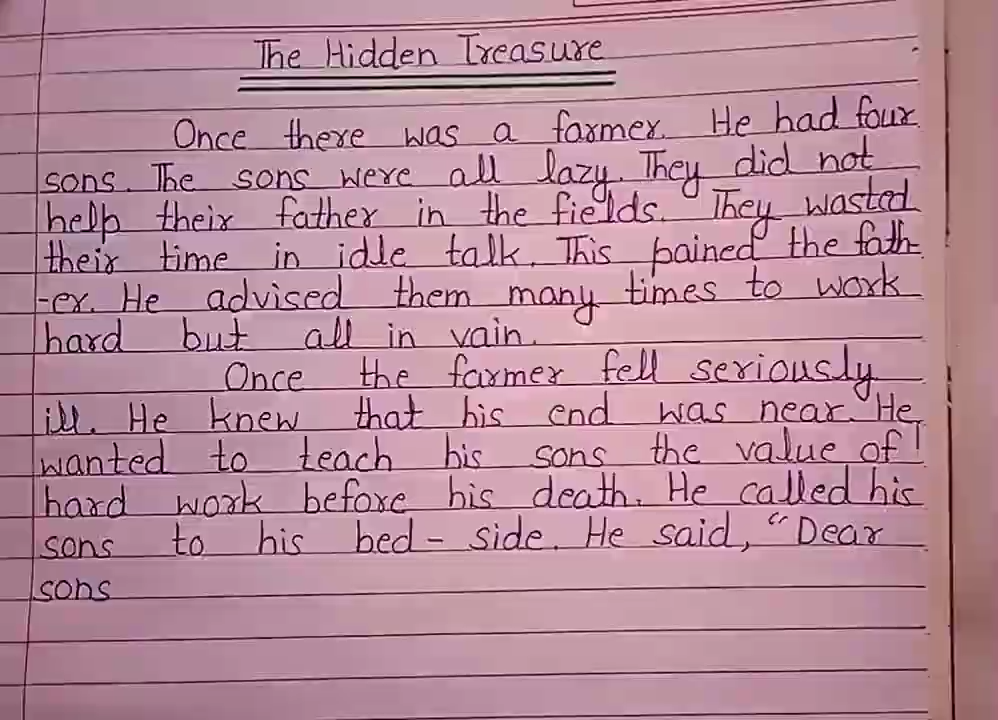 The Hidden Treasure
Once there was a farmer. He had four
sons. The sons were all lazy. They did not
help their father in the fields. They wasted
their time in idle talk. This pained the fath-
-er. He advised them many times to work
hard but all in vain.
Once the farmer fell seriously
ill. He knew that his end was near. He
wanted to teach his sons the value of
hard work before his death. He called his
sons to his bed - side. He said, "Dear
sons